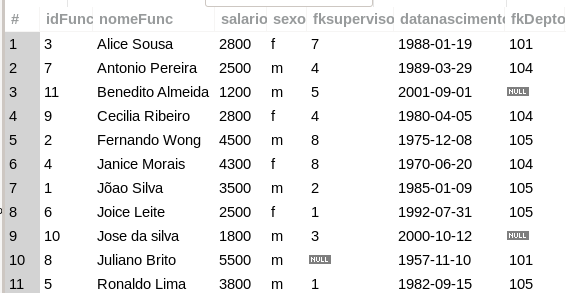 # idFunc nomeFunc salario sexo fksuperviso datanascimento fkDepto
1 3 Alice Sousa 2800 f 7 1988-01-19 101
2 7 Antonio Pereira 2500 m 4 1989-03-29 104
3 11 Benedito Almeida 1200 m 5 2001-09-01 NULL
4 9 Cecilia Ribeiro 2800 f 4 1980-04-05 104
5 2 Fernando Wong 4500 m 8 1975-12-08 105
6 4 Janice Morais 4300 f 8 1970-06-20 104
7 1 Jõao Silva 3500 m 2 1985-01-09 105
8 6 Joice Leite 2500 f 1 1992-07-31 105
9 10 Jose da silva 1800 m 3 2000-10-12 NULL
10 8 Juliano Brito 5500 m NULL 1957-11-10 101
11 5 Ronaldo Lima 3800 m 1 1982-09-15 105